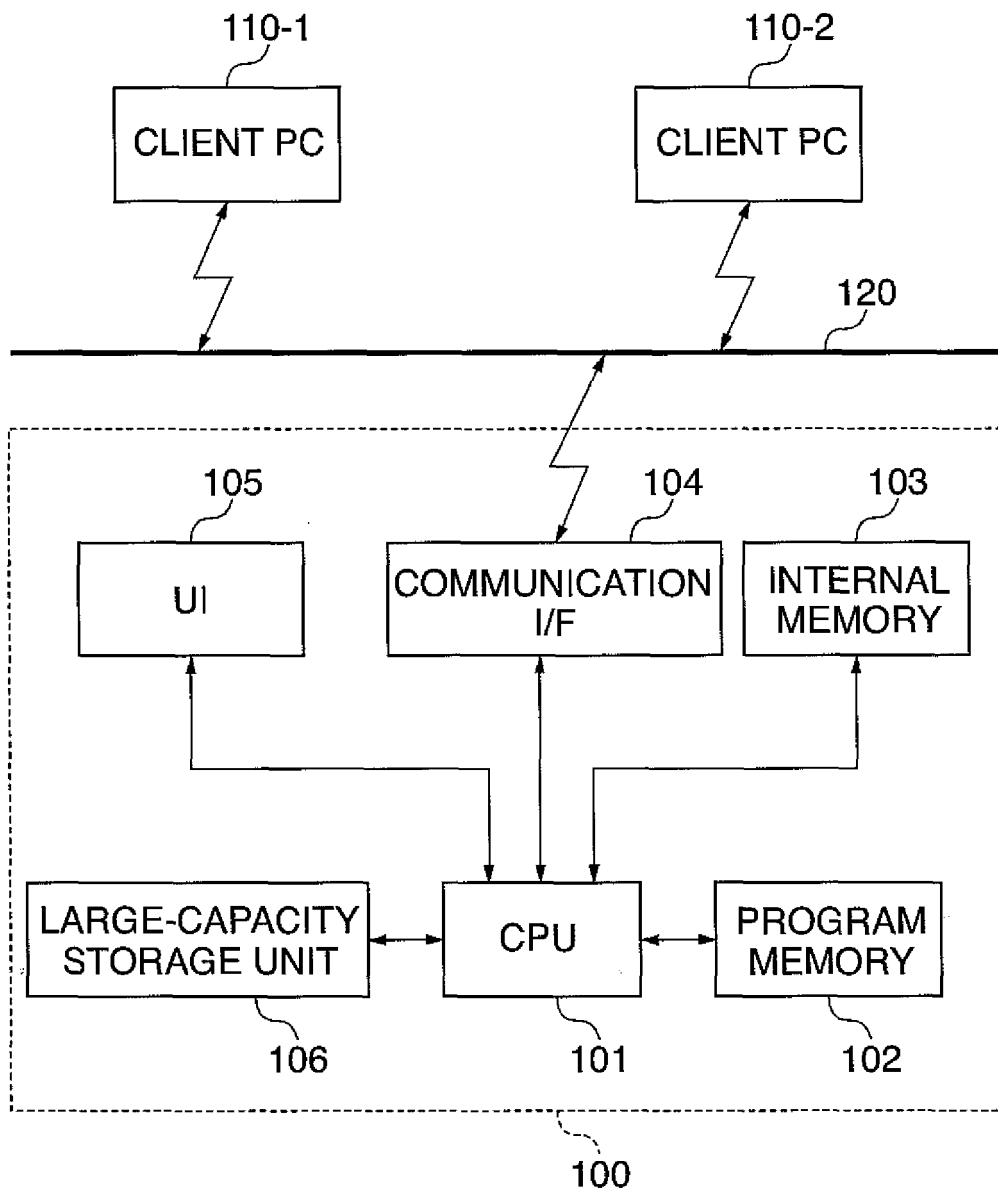 110-1
110-2
CLIENT PC
CLIENT PC
120
105
104
103
UI
COMMUNICATION
I/F
INTERNAL
MEMORY
LARGE-CAPACITY
STORAGE UNIT
CPU
PROGRAM
MEMORY
106
101
102
100